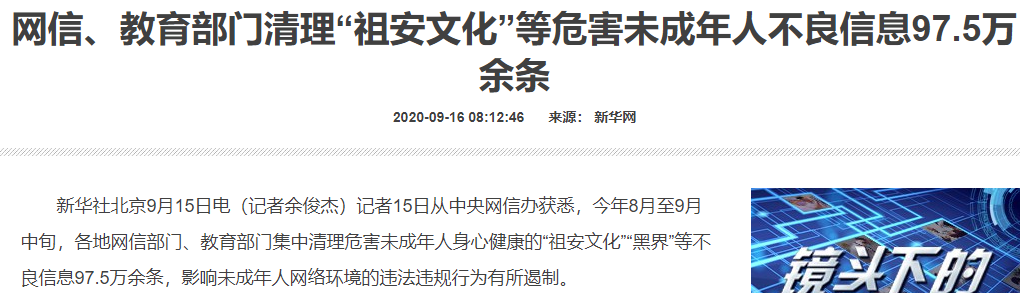 网信、教育部门清理“祖安文化”等危害未成年人不良信息97.5万
余条
2020-09-16 08:12:46 来源： 新华网
新华社北京9月15日电（记者余俊杰）记者15日从中央网信办获悉，今年8月至9月
中旬，各地网信部门、教育部门集中清理危害未成年人身心健康的“祖安文化”“黑界”等不
良信息97.5万余条，影响未成年人网络环境的违法违规行为有所遏制。
镜头下的